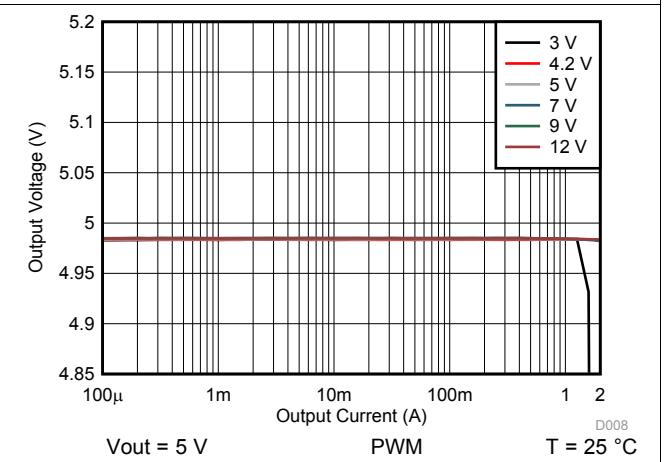 5.2
5.15
5.1
5.05
5
4.95
4.9
4.85
Output Voltage (V)
3 V
4.2 V
5 V
7 V
9 V
12 V
100µ 1m 10m 100m 1 2
Output Current (A)
D008
Vout = 5 V PWM T = 25 °C